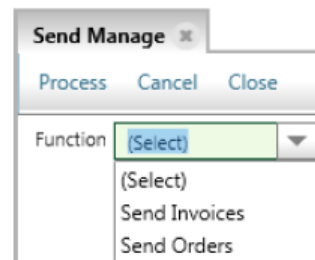 Send Manage
Process Cancel Close
Function (Select)
(Select)
Send Invoices
Send Orders